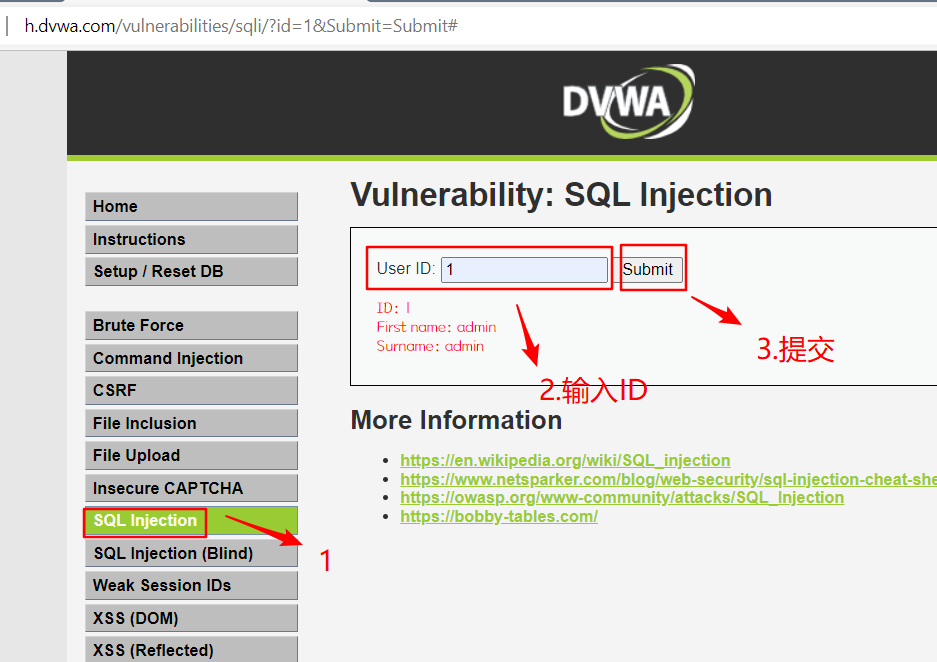 h.dvwa.com/vulnerabilities/sqli/?id=1&Submit=Submit#
DVWA
Home
Instructions
Setup / Reset DB
Brute Force
Command Injection
CSRF
File Inclusion
File Upload
Insecure CAPTCHA
SQL Injection
1
SQL Injection (Blind)
Weak Session IDs
XSS (DOM)
XSS (Reflected)
Vulnerability: SQL Injection
User ID: 1 Submit
ID: 1
First name: admin
Surname: admin
3.提交
2.输入ID
More Information
https://en.wikipedia.org/wiki/SQL_injection
https://www.netsparker.com/blog/web-security/sql-injection-cheat-she
https://owasp.org/www-community/attacks/SQL_Injection
https://bobby-tables.com/